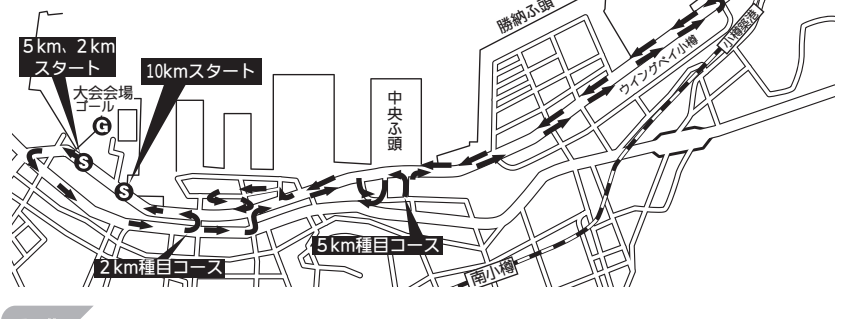 5km、2km
スタート
10kmスタート
大会会場
ゴール
G
S
S
中央ふ頭
勝納ふ頭
ウイングベイ小樽
小樽築港
2km種目コース
5km種目コース
南小樽